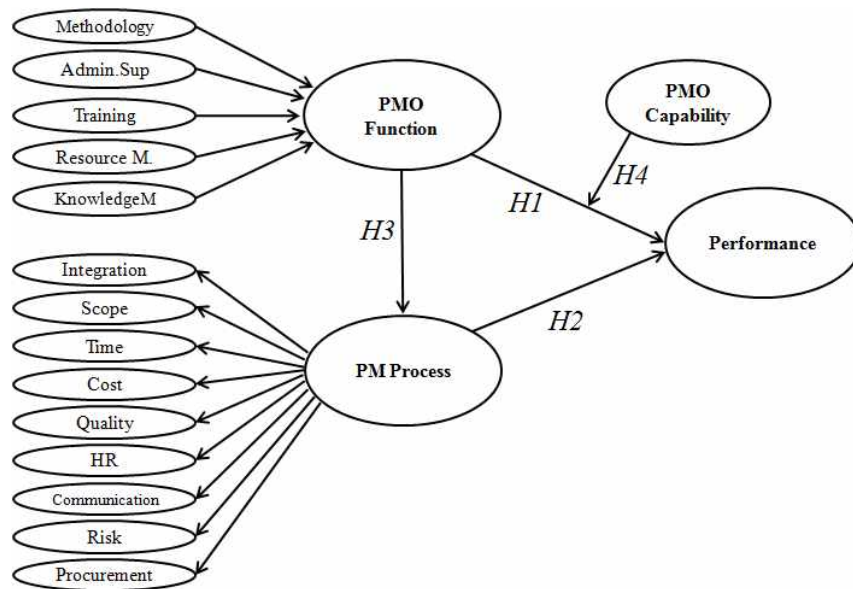 Methodology
Admin.Sup
Training
Resource M.
KnowledgeM
PMO
Function
PMO
Capability
H1
H4
H3
Performance
Integration
Scope
Time
Cost
Quality
HR
Communication
Risk
Procurement
PM Process
H2